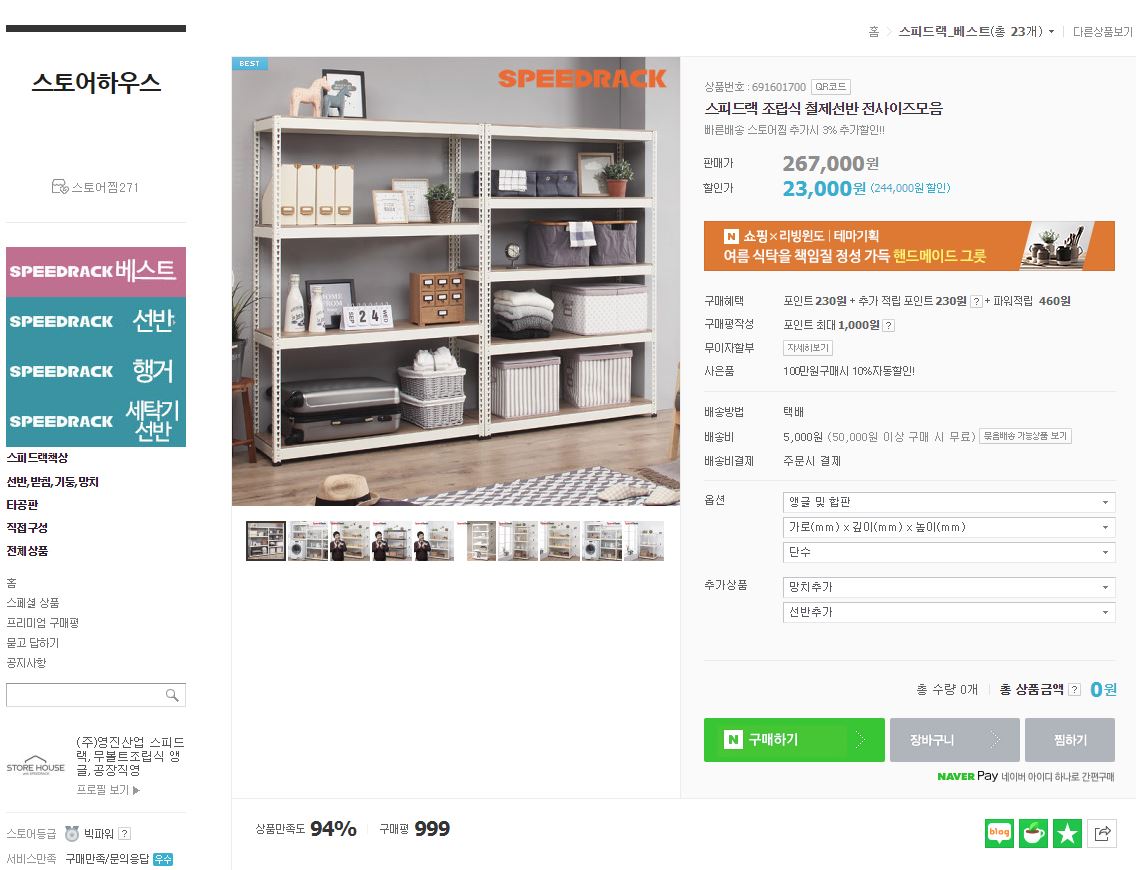 홈 > 스피드랙_베스트(총 23개) 다른상품보기
스토어하우스
스토어찜271
SPEEDRACK 베스트
SPEEDRACK 선반
SPEEDRACK 행거
SPEEDRACK 세탁기
선반
스피드랙책상
선반,받침,기둥,망치
타공판
직접구성
전체상품
홈
스페셜 상품
프리미엄 구매평
묻고 답하기
공지사항
STORE HOUSE
(주)영진산업 스피드
랙,무볼트조립식 앵
글,공장직영
프로필 보기 ▶
스토어등급 빅파워 ?
서비스만족 구매만족/문의응답 우수
BEST
SPEEDRACK
HOME
SEP 24 WED
상품번호 : 691601700 QR코드
스피드랙 조립식 철제선반 전사이즈모음
빠른배송 스토어찜 추가시 3% 추가할인!!
판매가 267,000원
할인가 23,000원 (244,000원 할인)
N 쇼핑×리빙윈도 | 테마기획
여름 식탁을 책임질 정성 가득 핸드메이드 그릇
구매혜택 포인트 230원 + 추가 적립 포인트 230원 ? + 파워적립 460원
구매평작성 포인트 최대 1,000원 ?
무이자할부 자세히보기
사은품 100만원구매시 10%자동할인!
배송방법 택배
배송비 5,000원 (50,000원 이상 구매 시 무료) 묶음배송 가능상품 보기
배송비결제 주문시 결제
옵션 앵글 및 합판
가로(mm) x 깊이(mm) x 높이(mm)
단수
추가상품 망치추가
선반추가
총 수량 0개 총 상품금액 ? 0원
N 구매하기 장바구니 찜하기
NAVER Pay 네이버 아이디 하나로 간편구매
상품만족도 94% 구매평 999
blog